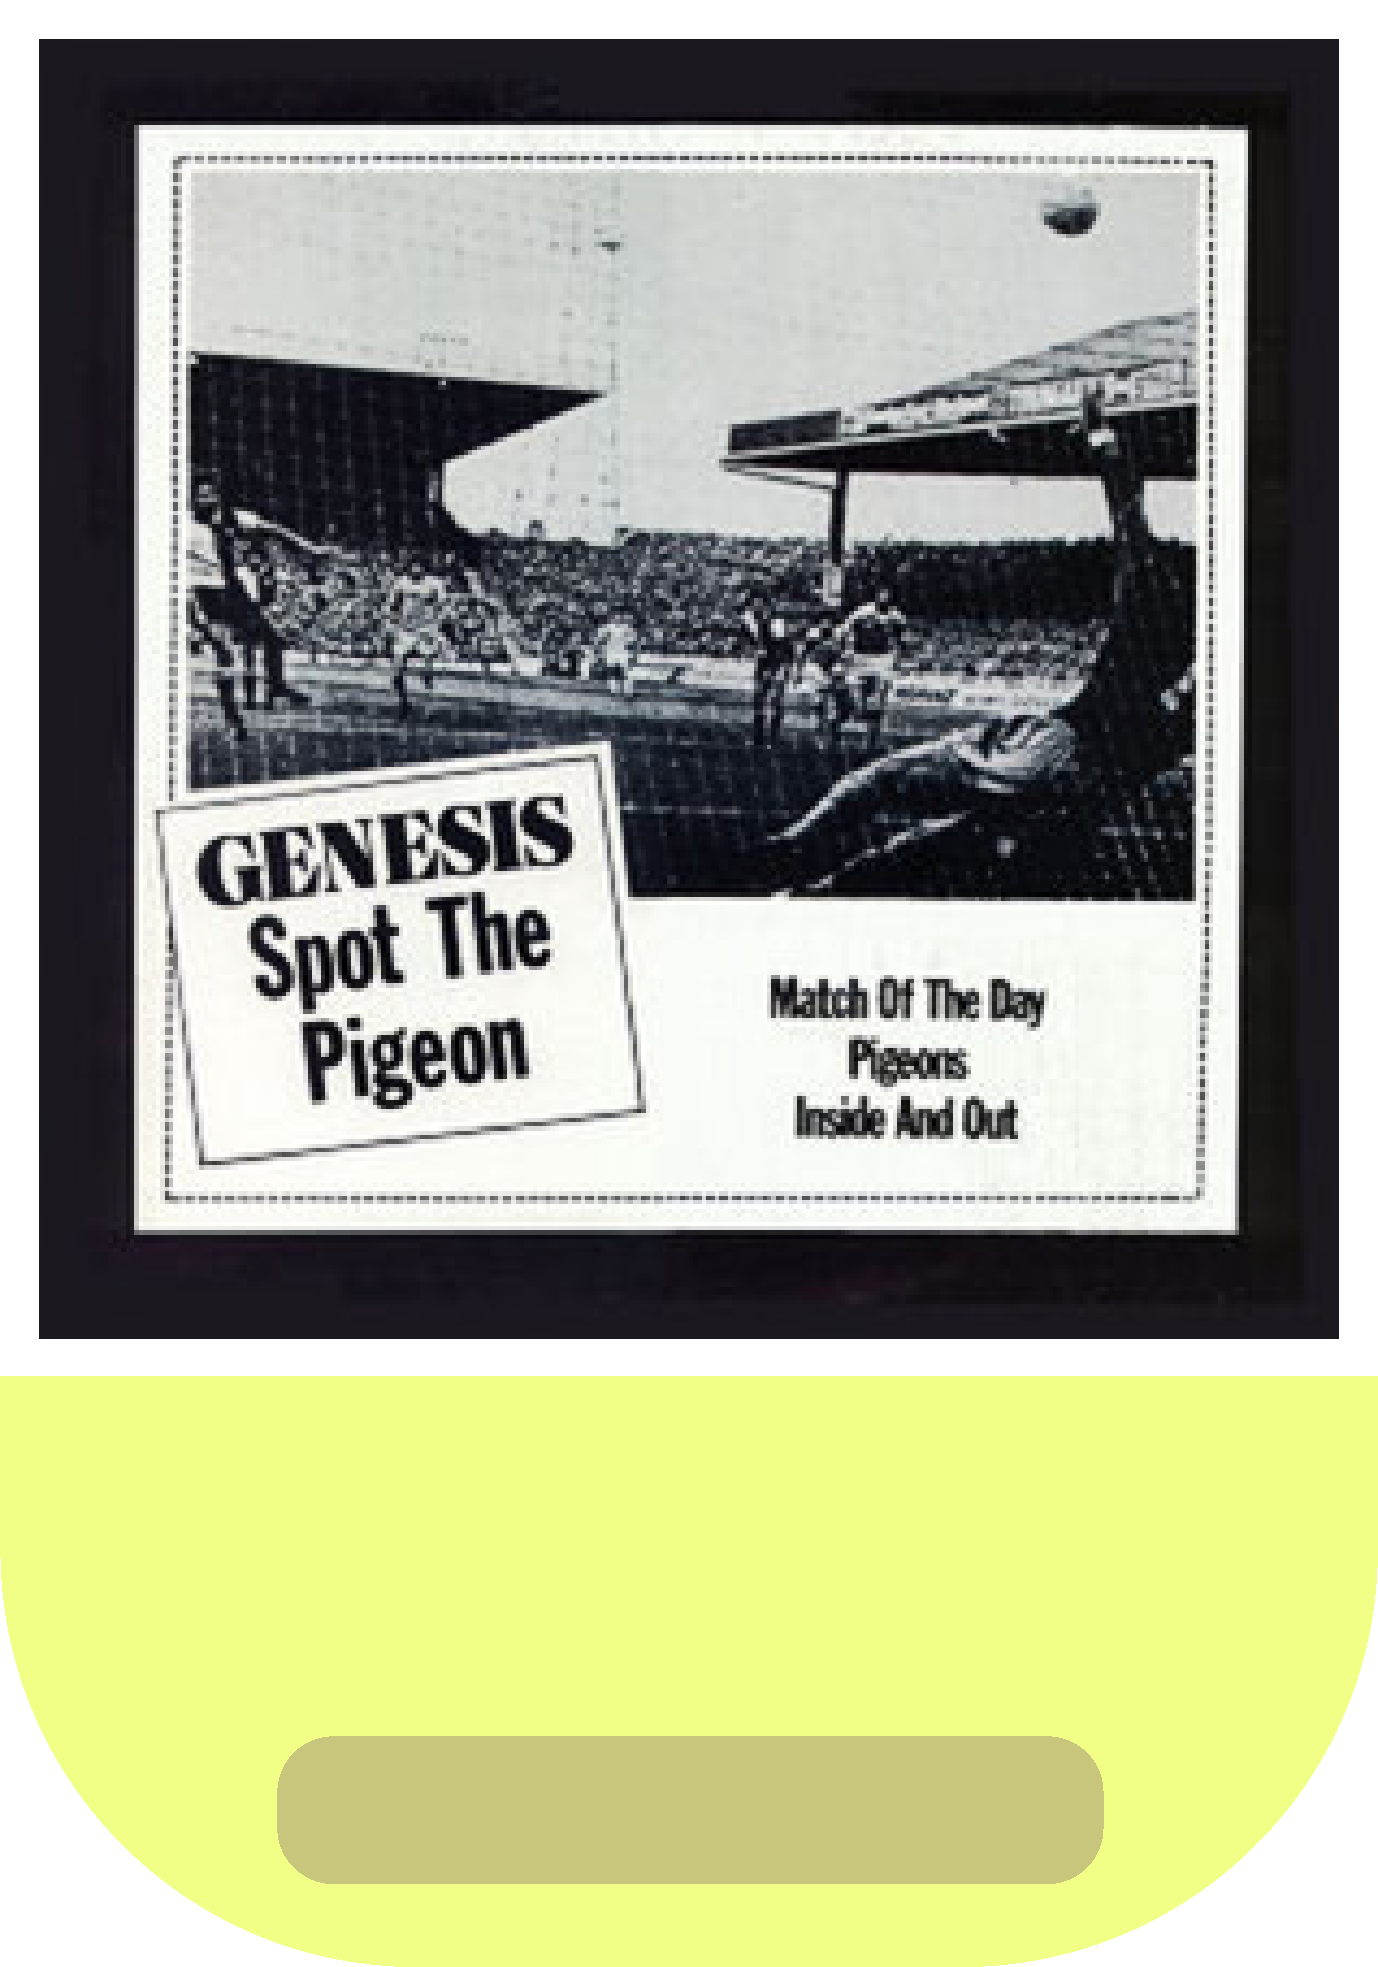 GENESIS
Spot The
Pigeon
Match Of The Day
Pigeons
Inside And Out